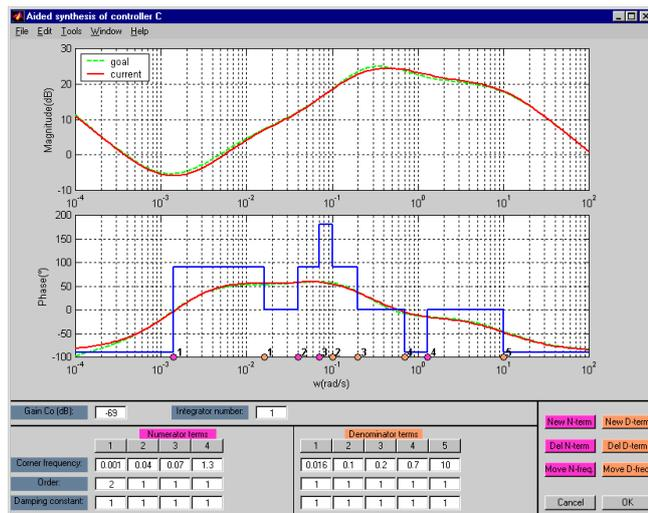 Aided synthesis of controller C
File Edit Tools Window Help
goal
current
Magnitude(dB)
30
20
10
0
-10
10^-4 10^-3 10^-2 10^-1 10^0 10^1 10^2
Phase(°)
200
150
100
50
0
-50
-100
1 1 2 3 2 3 4 4 5
10^-4 10^-3 10^-2 10^-1 10^0 10^1 10^2
w(rad/s)
Gain Co (dB): -69 Integrator number: 1
Numerator terms Denominator terms
1 2 3 4 1 2 3 4 5
Corner frequency: 0.001 0.04 0.07 1.3 0.016 0.1 0.2 0.7 10
Order: 2 1 1 1 1 1 1 1 1
Damping constant: 1 1 1 1 1 1 1 1 1
New N-term New D-term
Del N-term Del D-term
Move N-freq. Move D-freq
Cancel OK